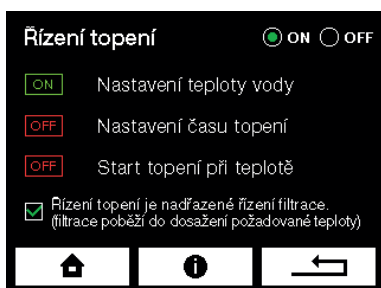 Řízení topení ON OFF
ON Nastavení teploty vody
OFF Nastavení času topení
OFF Start topení při teplotě
Řízení topení je nadřazené řízení filtrace.
(filtrace poběží do dosažení požadované teploty)